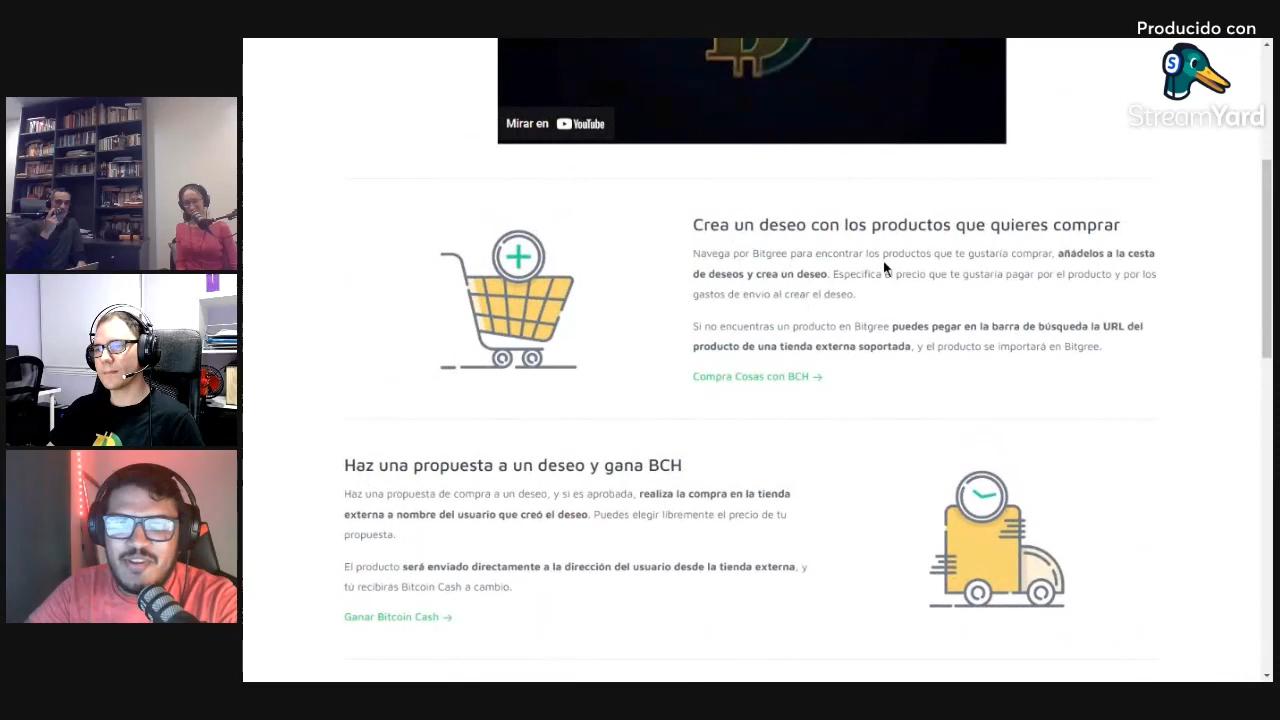 Producido con
StreamYard
Mirar en YouTube
Crea un deseo con los productos que quieres comprar
Navega por Bitgree para encontrar los productos que te gustaría comprar, añádelos a la cesta
de deseos y crea un deseo. Especifica el precio que te gustaría pagar por el producto y por los
gastos de envío al crear el deseo.
Si no encuentras un producto en Bitgree puedes pegar en la barra de búsqueda la URL del
producto de una tienda externa soportada, y el producto se importará en Bitgree.
Compra Cosas con BCH →
Haz una propuesta a un deseo y gana BCH
Haz una propuesta de compra a un deseo, y si es aprobada, realiza la compra en la tienda
externa a nombre del usuario que creó el deseo. Puedes elegir libremente el precio de tu
propuesta.
El producto será enviado directamente a la dirección del usuario desde la tienda externa, y
tú recibirás Bitcoin Cash a cambio.
Ganar Bitcoin Cash →